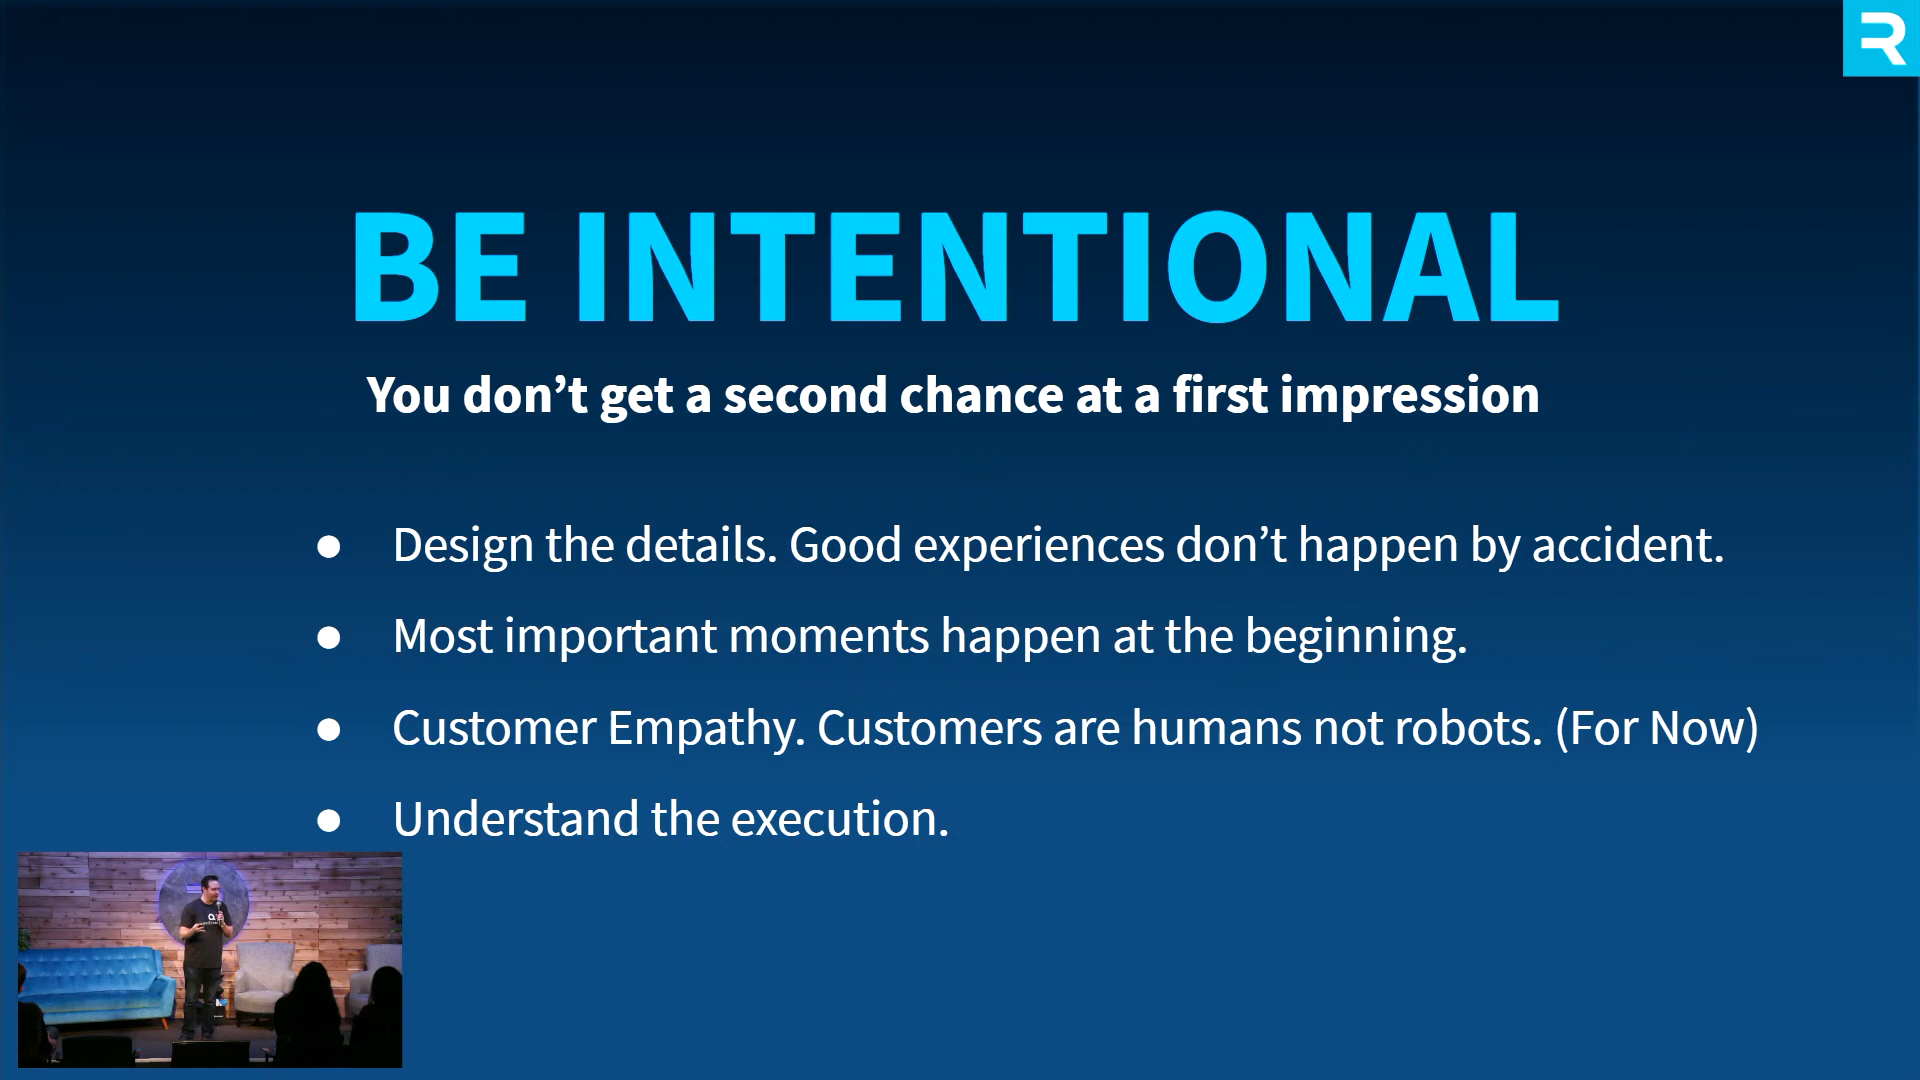 R
BE INTENTIONAL
You don’t get a second chance at a first impression
● Design the details. Good experiences don’t happen by accident.
● Most important moments happen at the beginning.
● Customer Empathy. Customers are humans not robots. (For Now)
● Understand the execution.